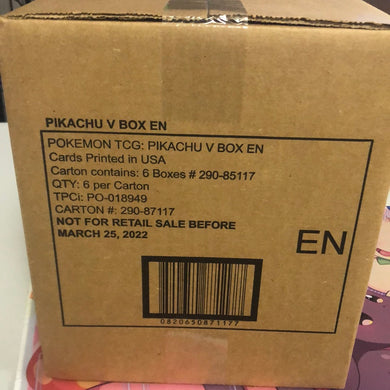 PIKACHU V BOX EN
POKEMON TCG: PIKACHU V BOX EN
Cards Printed in USA
Carton contains: 6 Boxes # 290-85117
QTY: 6 per Carton
TPCi: PO-018949
CARTON #: 290-87117
NOT FOR RETAIL SALE BEFORE
MARCH 25, 2022
EN
0820650871177